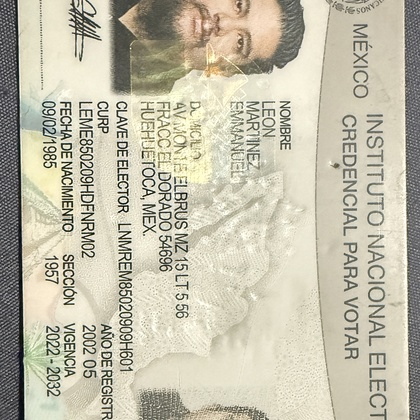 MÉXICO INSTITUTO NACIONAL ELECT
CREDENCIAL PARA VOTAR
NOMBRE
LEON
MARTINEZ
EMMANUEL
DOMICILIO
AV MONTE ELBRUS MZ 15 LT 5 56
FRACC EL DORADO 54696
HUEHUETOCA, MEX.
CLAVE DE ELECTOR LNMREM85020909H601
CURP
LEME850209HDFNRM02
AÑO DE REGISTR
2002 05
FECHA DE NACIMIENTO
09/02/1985
SECCIÓN
1957
VIGENCIA
2022 - 2032